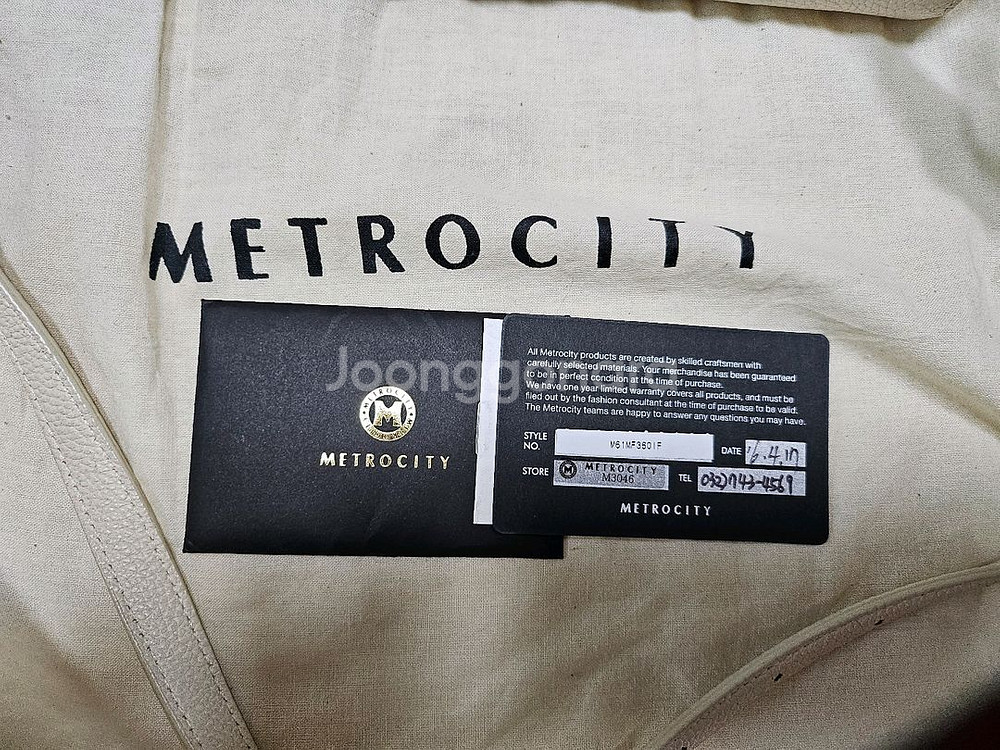 METROCITY
Joongg
METROCITY
M
METROCITY
All Metrocity products are created by skilled craftsmen with
carefully selected materials. Your merchandise has been guaranteed
to be in perfect condition at the time of purchase.
We have one year limited warranty covers all products, and must be
filled out by the fashion consultant at the time of purchase to be valid.
The Metrocity teams are happy to answer any questions you may have.
STYLE NO. M61MF3601F
DATE '16.4.17
STORE METROCITY M3046
TEL 032)743-4569
METROCITY